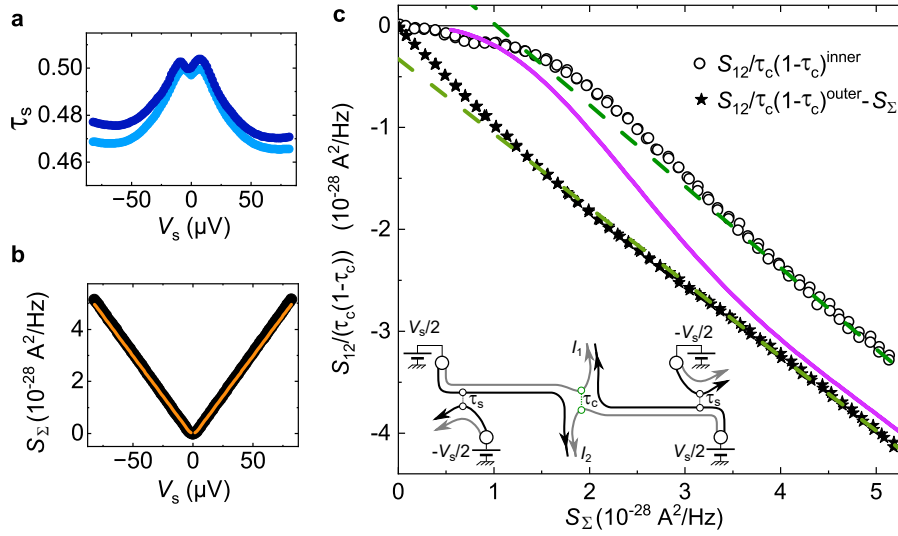 a
τs
0.50
0.48
0.46
−50
0
50
Vs (μV)
b
SΣ (10-28 A2/Hz)
4
2
0
−50
0
50
Vs (μV)
c
S12/(τc(1-τc)) (10-28 A2/Hz)
0
-1
-2
-3
-4
S12/τc(1-τc)inner
S12/τc(1-τc)outer-SΣ
Vs/2
τs
-Vs/2
I1
τc
I2
-Vs/2
τs
Vs/2
0
1
2
3
4
5
SΣ (10-28 A2/Hz)